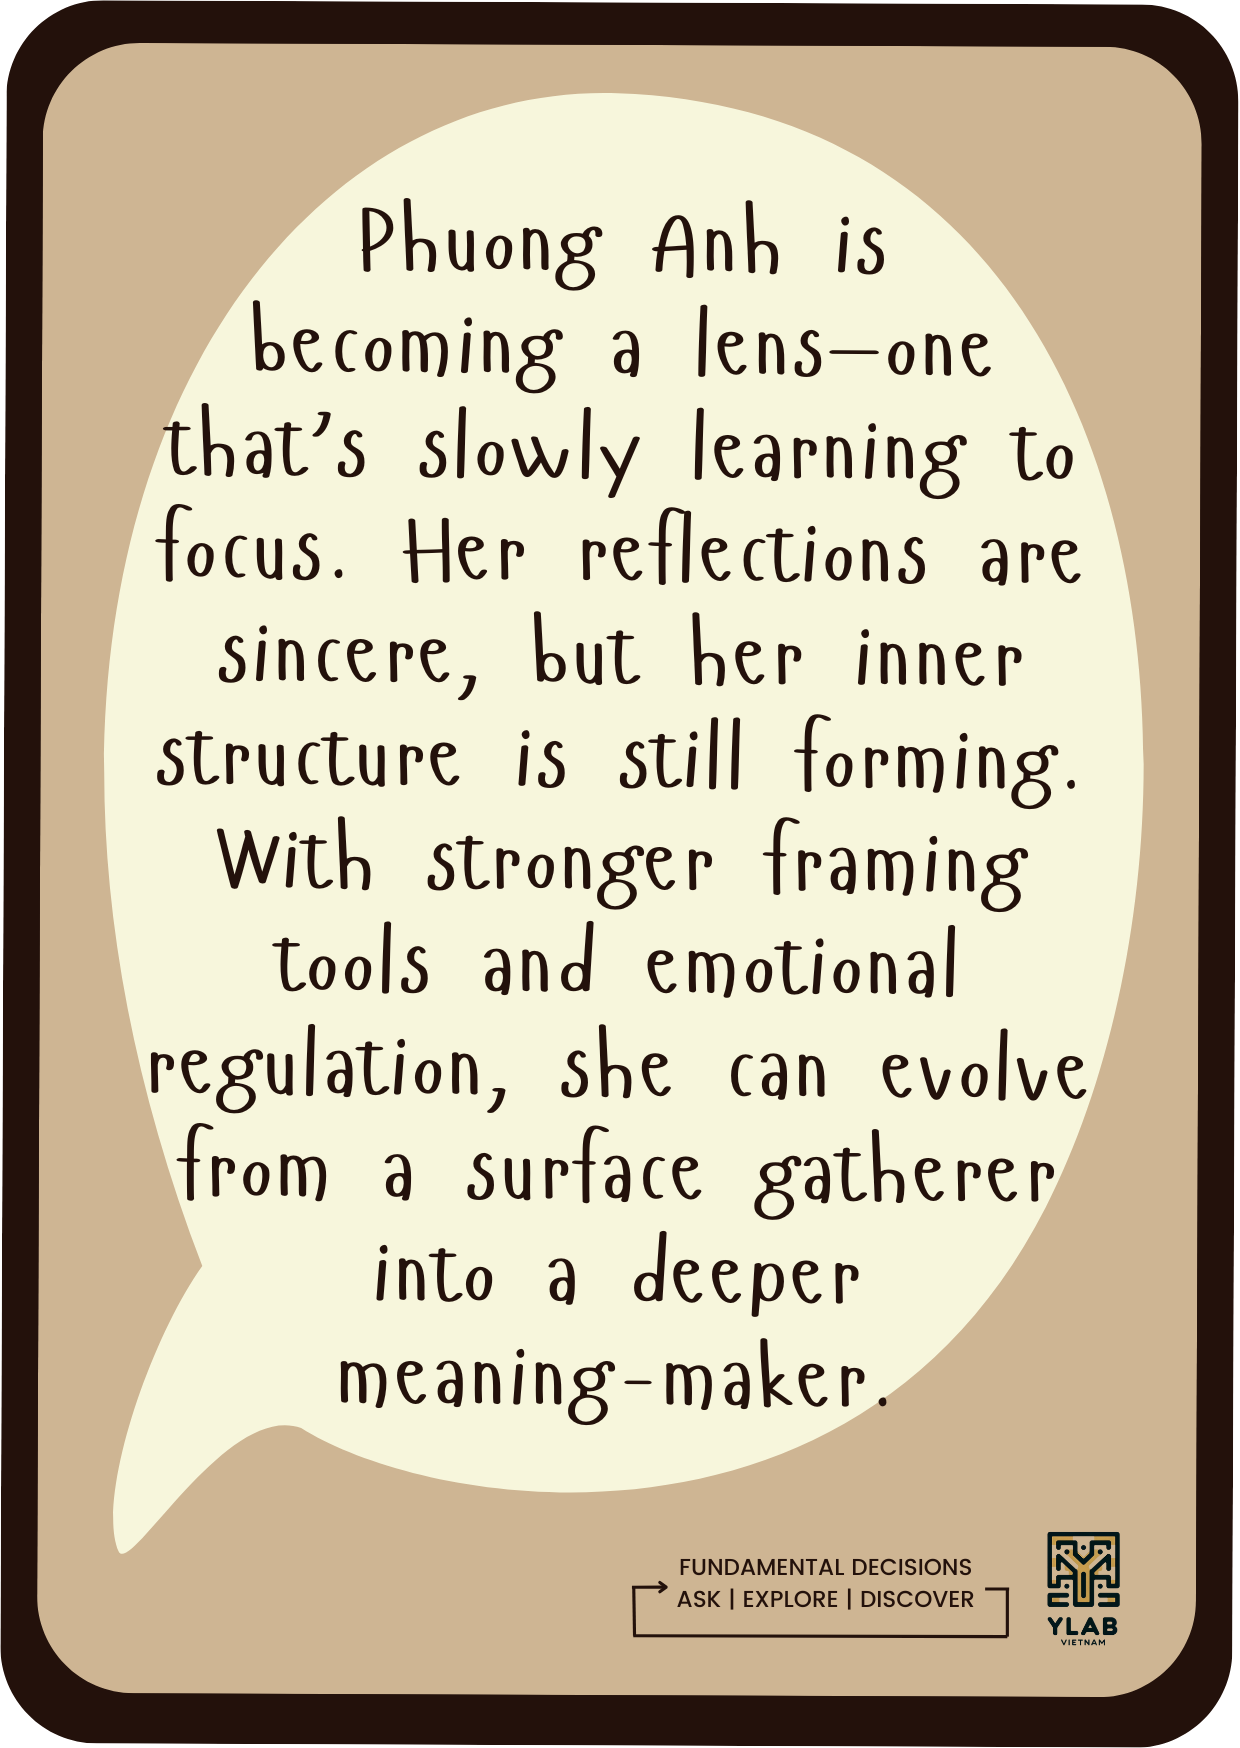 Phuong Anh is
becoming a lens—one
that’s slowly learning to
focus. Her reflections are
sincere, but her inner
structure is still forming.
With stronger framing
tools and emotional
regulation, she can evolve
from a surface gatherer
into a deeper
meaning-maker.
FUNDAMENTAL DECISIONS
ASK | EXPLORE | DISCOVER
YLAB
VIETNAM